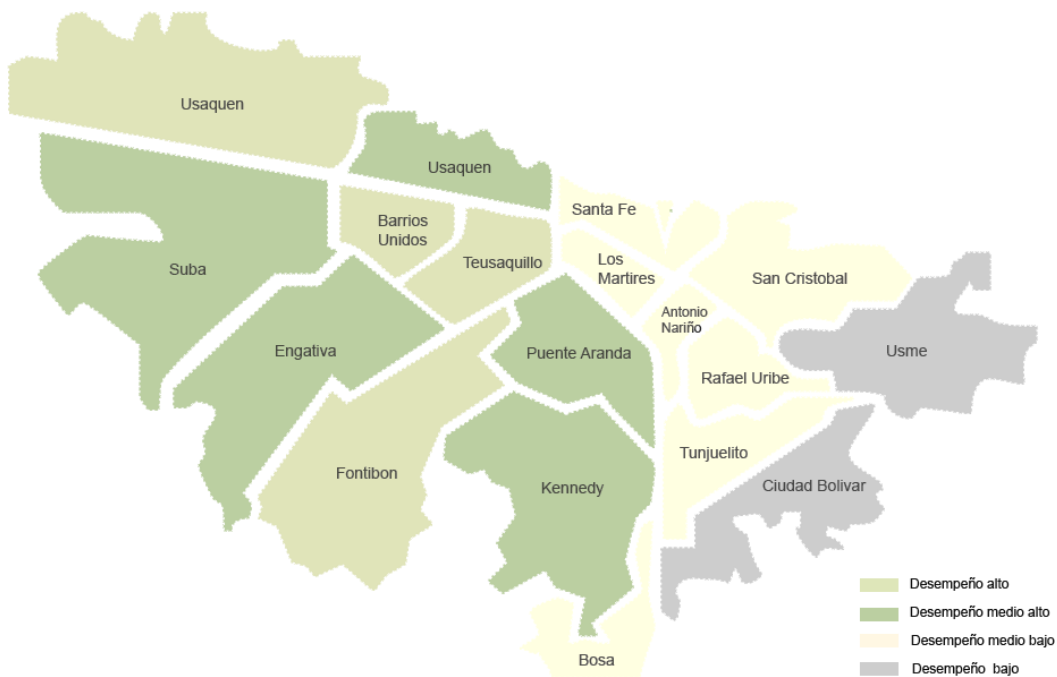 Usaquen
Usaquen
Santa Fe
Barrios
Unidos
Teusaquillo
Los
Martires
San Cristobal
Suba
Antonio
Nariño
Engativa
Puente Aranda
Usme
Rafael Uribe
Fontibon
Tunjuelito
Kennedy
Ciudad Bolivar
Bosa
Desempeño alto
Desempeño medio alto
Desempeño medio bajo
Desempeño bajo